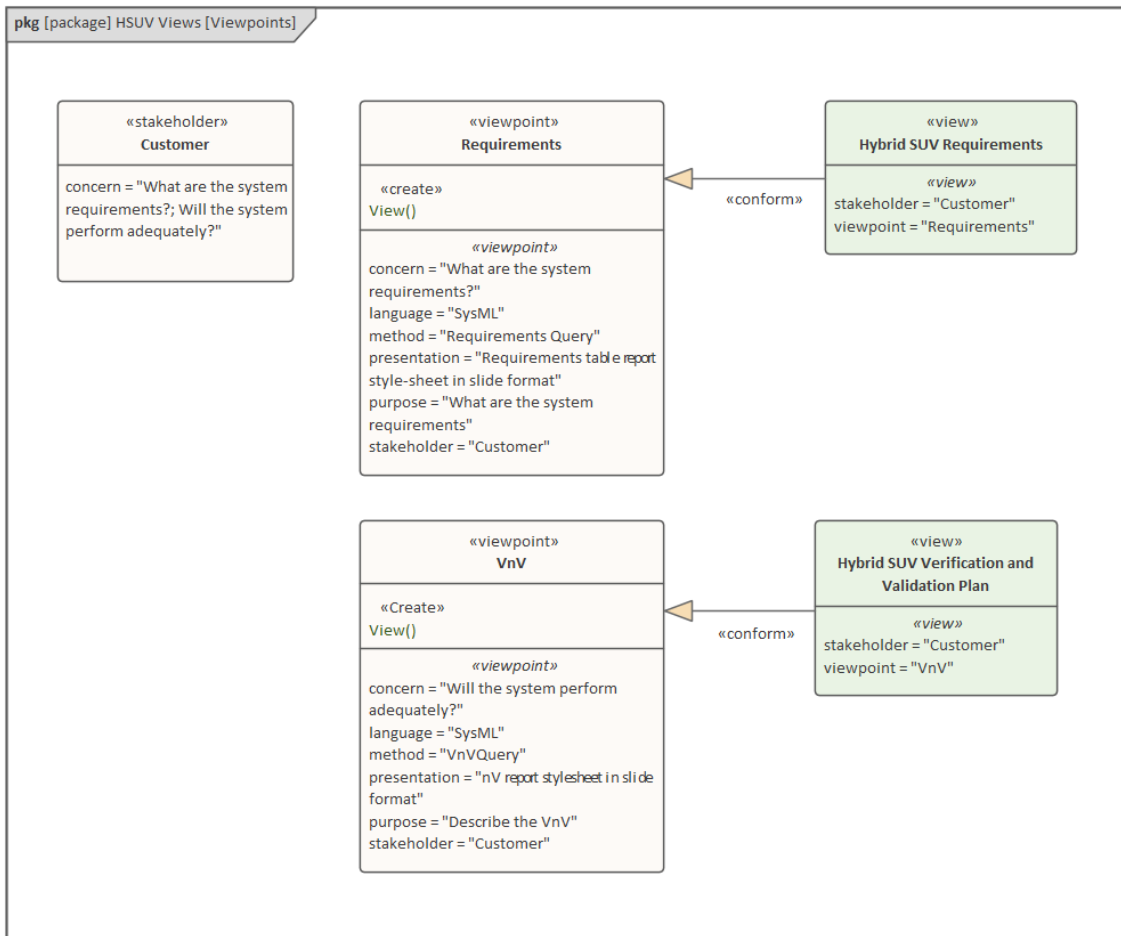 pkg [package] HSUV Views [Viewpoints]
«stakeholder»
Customer
concern = "What are the system
requirements?; Will the system
perform adequately?"
«viewpoint»
Requirements
«create»
View()
«viewpoint»
concern = "What are the system
requirements?"
language = "SysML"
method = "Requirements Query"
presentation = "Requirements table report
style-sheet in slide format"
purpose = "What are the system
requirements"
stakeholder = "Customer"
«conform»
«view»
Hybrid SUV Requirements
«view»
stakeholder = "Customer"
viewpoint = "Requirements"
«viewpoint»
VnV
«Create»
View()
«viewpoint»
concern = "Will the system perform
adequately?"
language = "SysML"
method = "VnVQuery"
presentation = "nV report stylesheet in slide
format"
purpose = "Describe the VnV"
stakeholder = "Customer"
«conform»
«view»
Hybrid SUV Verification and
Validation Plan
«view»
stakeholder = "Customer"
viewpoint = "VnV"